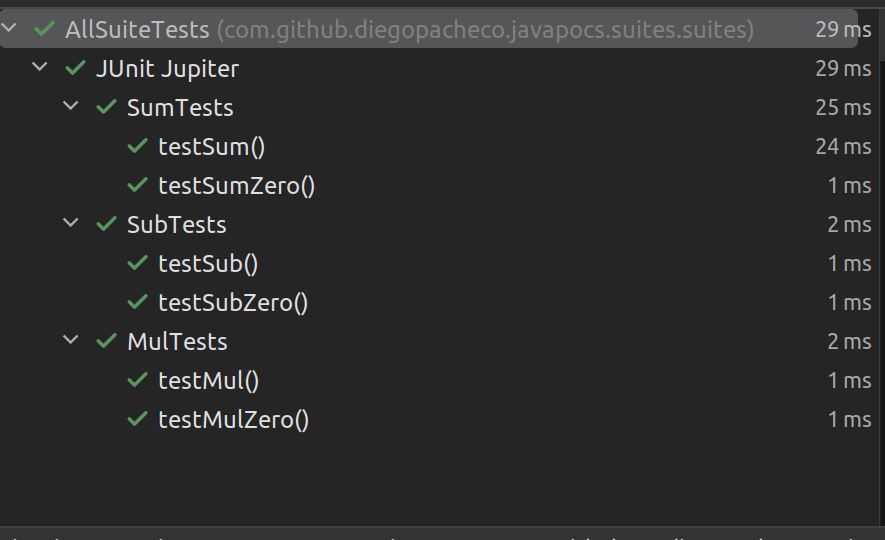 AllSuiteTests (com.github.diegopacheco.javapocs.suites.suites) 29 ms
JUnit Jupiter 29 ms
SumTests 25 ms
testSum() 24 ms
testSumZero() 1 ms
SubTests 2 ms
testSub() 1 ms
testSubZero() 1 ms
MulTests 2 ms
testMul() 1 ms
testMulZero() 1 ms